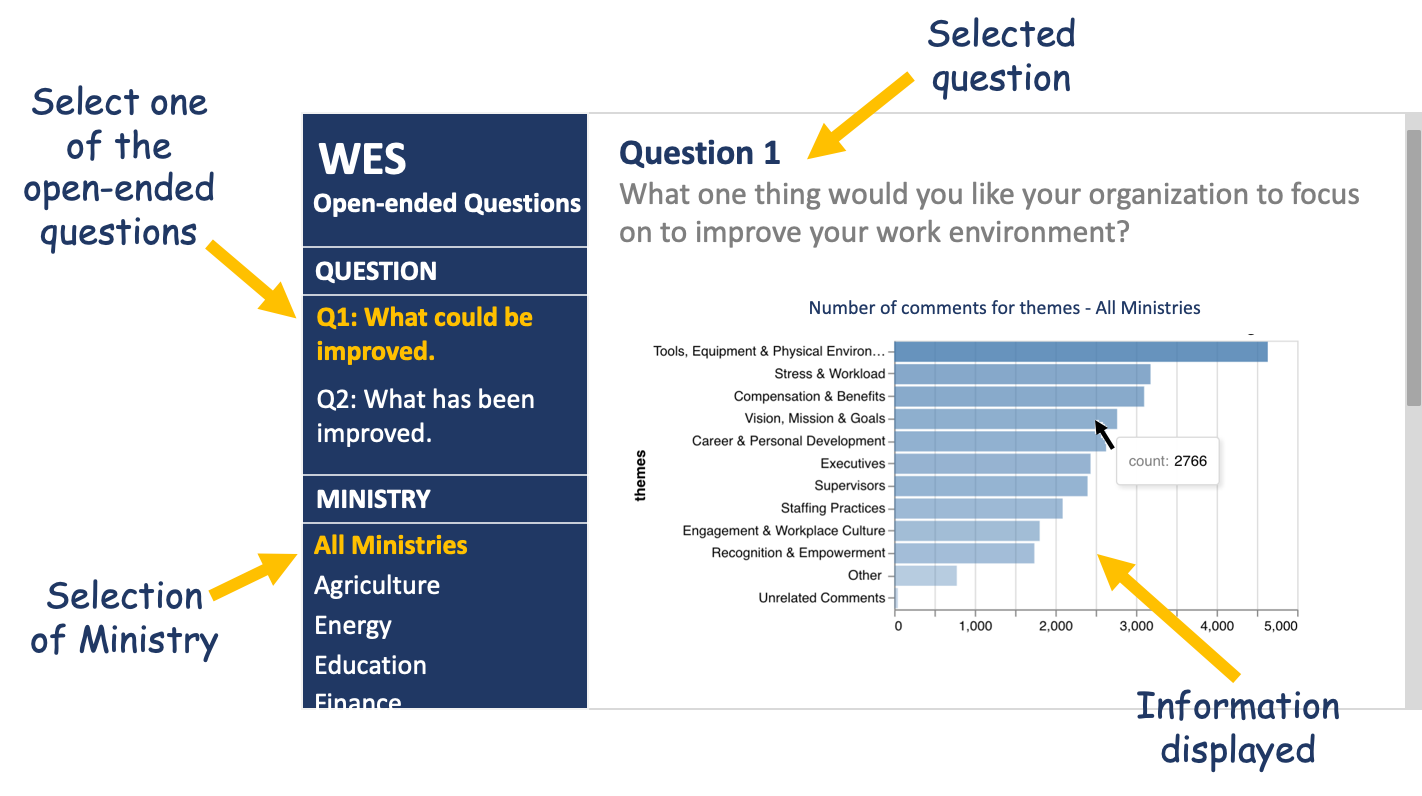 Selected
question
Select one
of the
open-ended
questions
WES
Open-ended Questions
QUESTION
Q1: What could be
improved.
Q2: What has been
improved.
MINISTRY
All Ministries
Agriculture
Energy
Education
Finance
Selection
of Ministry
Question 1
What one thing would you like your organization to focus
on to improve your work environment?
Number of comments for themes - All Ministries
themes
Tools, Equipment & Physical Environ…
Stress & Workload
Compensation & Benefits
Vision, Mission & Goals
Career & Personal Development
Executives
Supervisors
Staffing Practices
Engagement & Workplace Culture
Recognition & Empowerment
Other
Unrelated Comments
0 1,000 2,000 3,000 4,000 5,000
count: 2766
Information
displayed